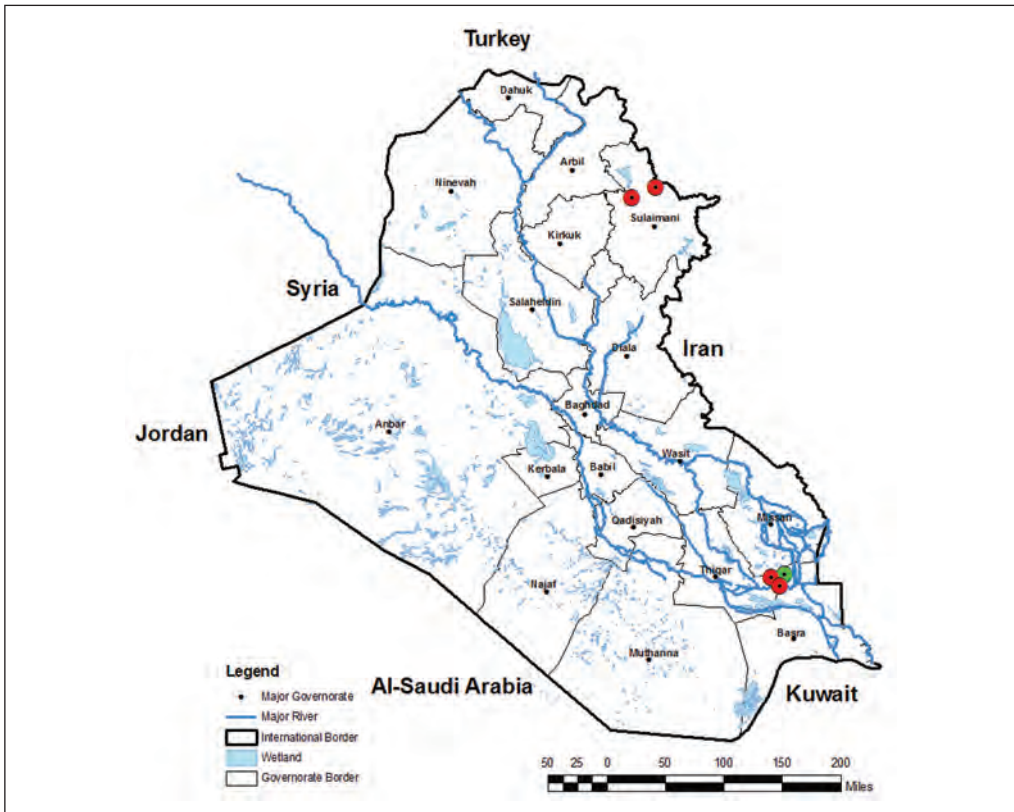 Turkey
Dahuk
Arbil
Ninevah
Sulaimani
Kirkuk
Syria
Salaheldin
Diala
Iran
Baghdad
Jordan
Anbar
Wasit
Kerbala
Babil
Missan
Qadisiyah
Thiqar
Najaf
Basra
Muthanna
Al-Saudi Arabia
Kuwait
Legend
Major Governorate
Major River
International Border
Wetland
Governorate Border
50 25 0 50 100 150 200
Miles